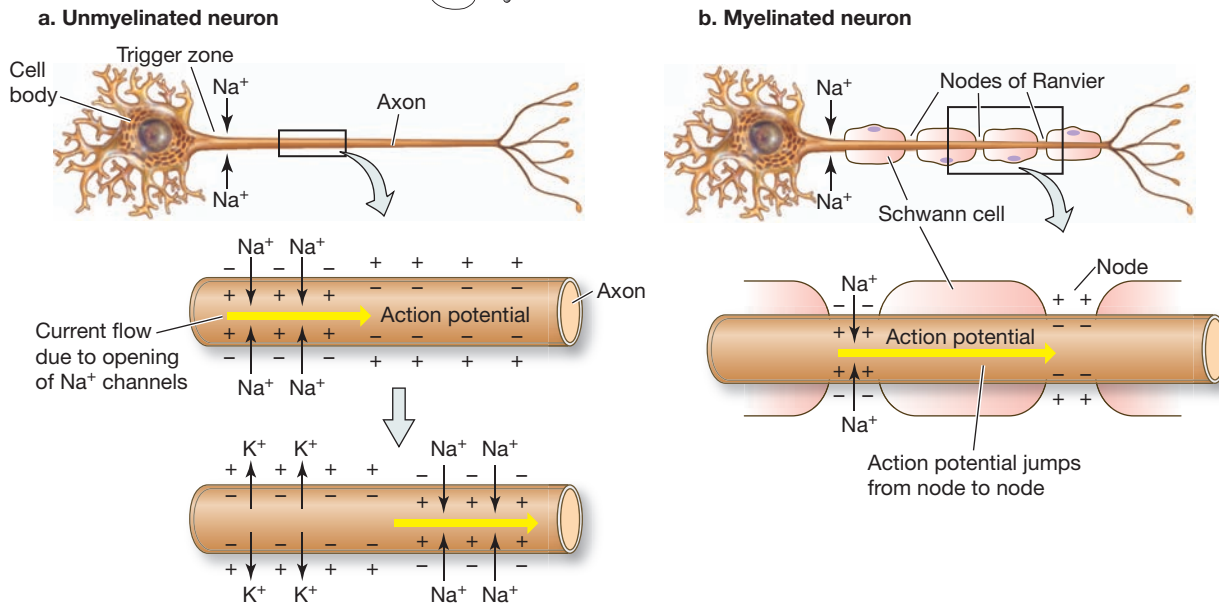 a. Unmyelinated neuron
Trigger zone
Cell
body
Na⁺
Axon
Na⁺
Na⁺ Na⁺
− − − + + + +
+ + + − − − −
Axon
Action potential
Current flow
due to opening
of Na⁺ channels
+ + + − − − −
− − − + + + +
Na⁺ Na⁺
K⁺ K⁺ Na⁺ Na⁺
+ + + + − − −
− − − − + + +
− − − − + + +
+ + + + − − −
K⁺ K⁺ Na⁺ Na⁺
b. Myelinated neuron
Nodes of Ranvier
Na⁺
Na⁺
Schwann cell
Node
Na⁺
− − + +
+ + − −
Action potential
+ + − −
− − + +
Na⁺
Action potential jumps
from node to node